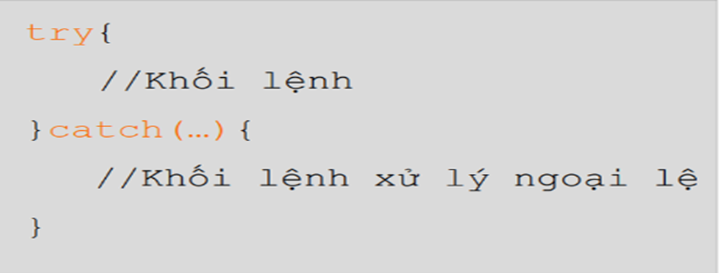 try{
//Khối lệnh
}catch(…){
//Khối lệnh xử lý ngoại lệ
}